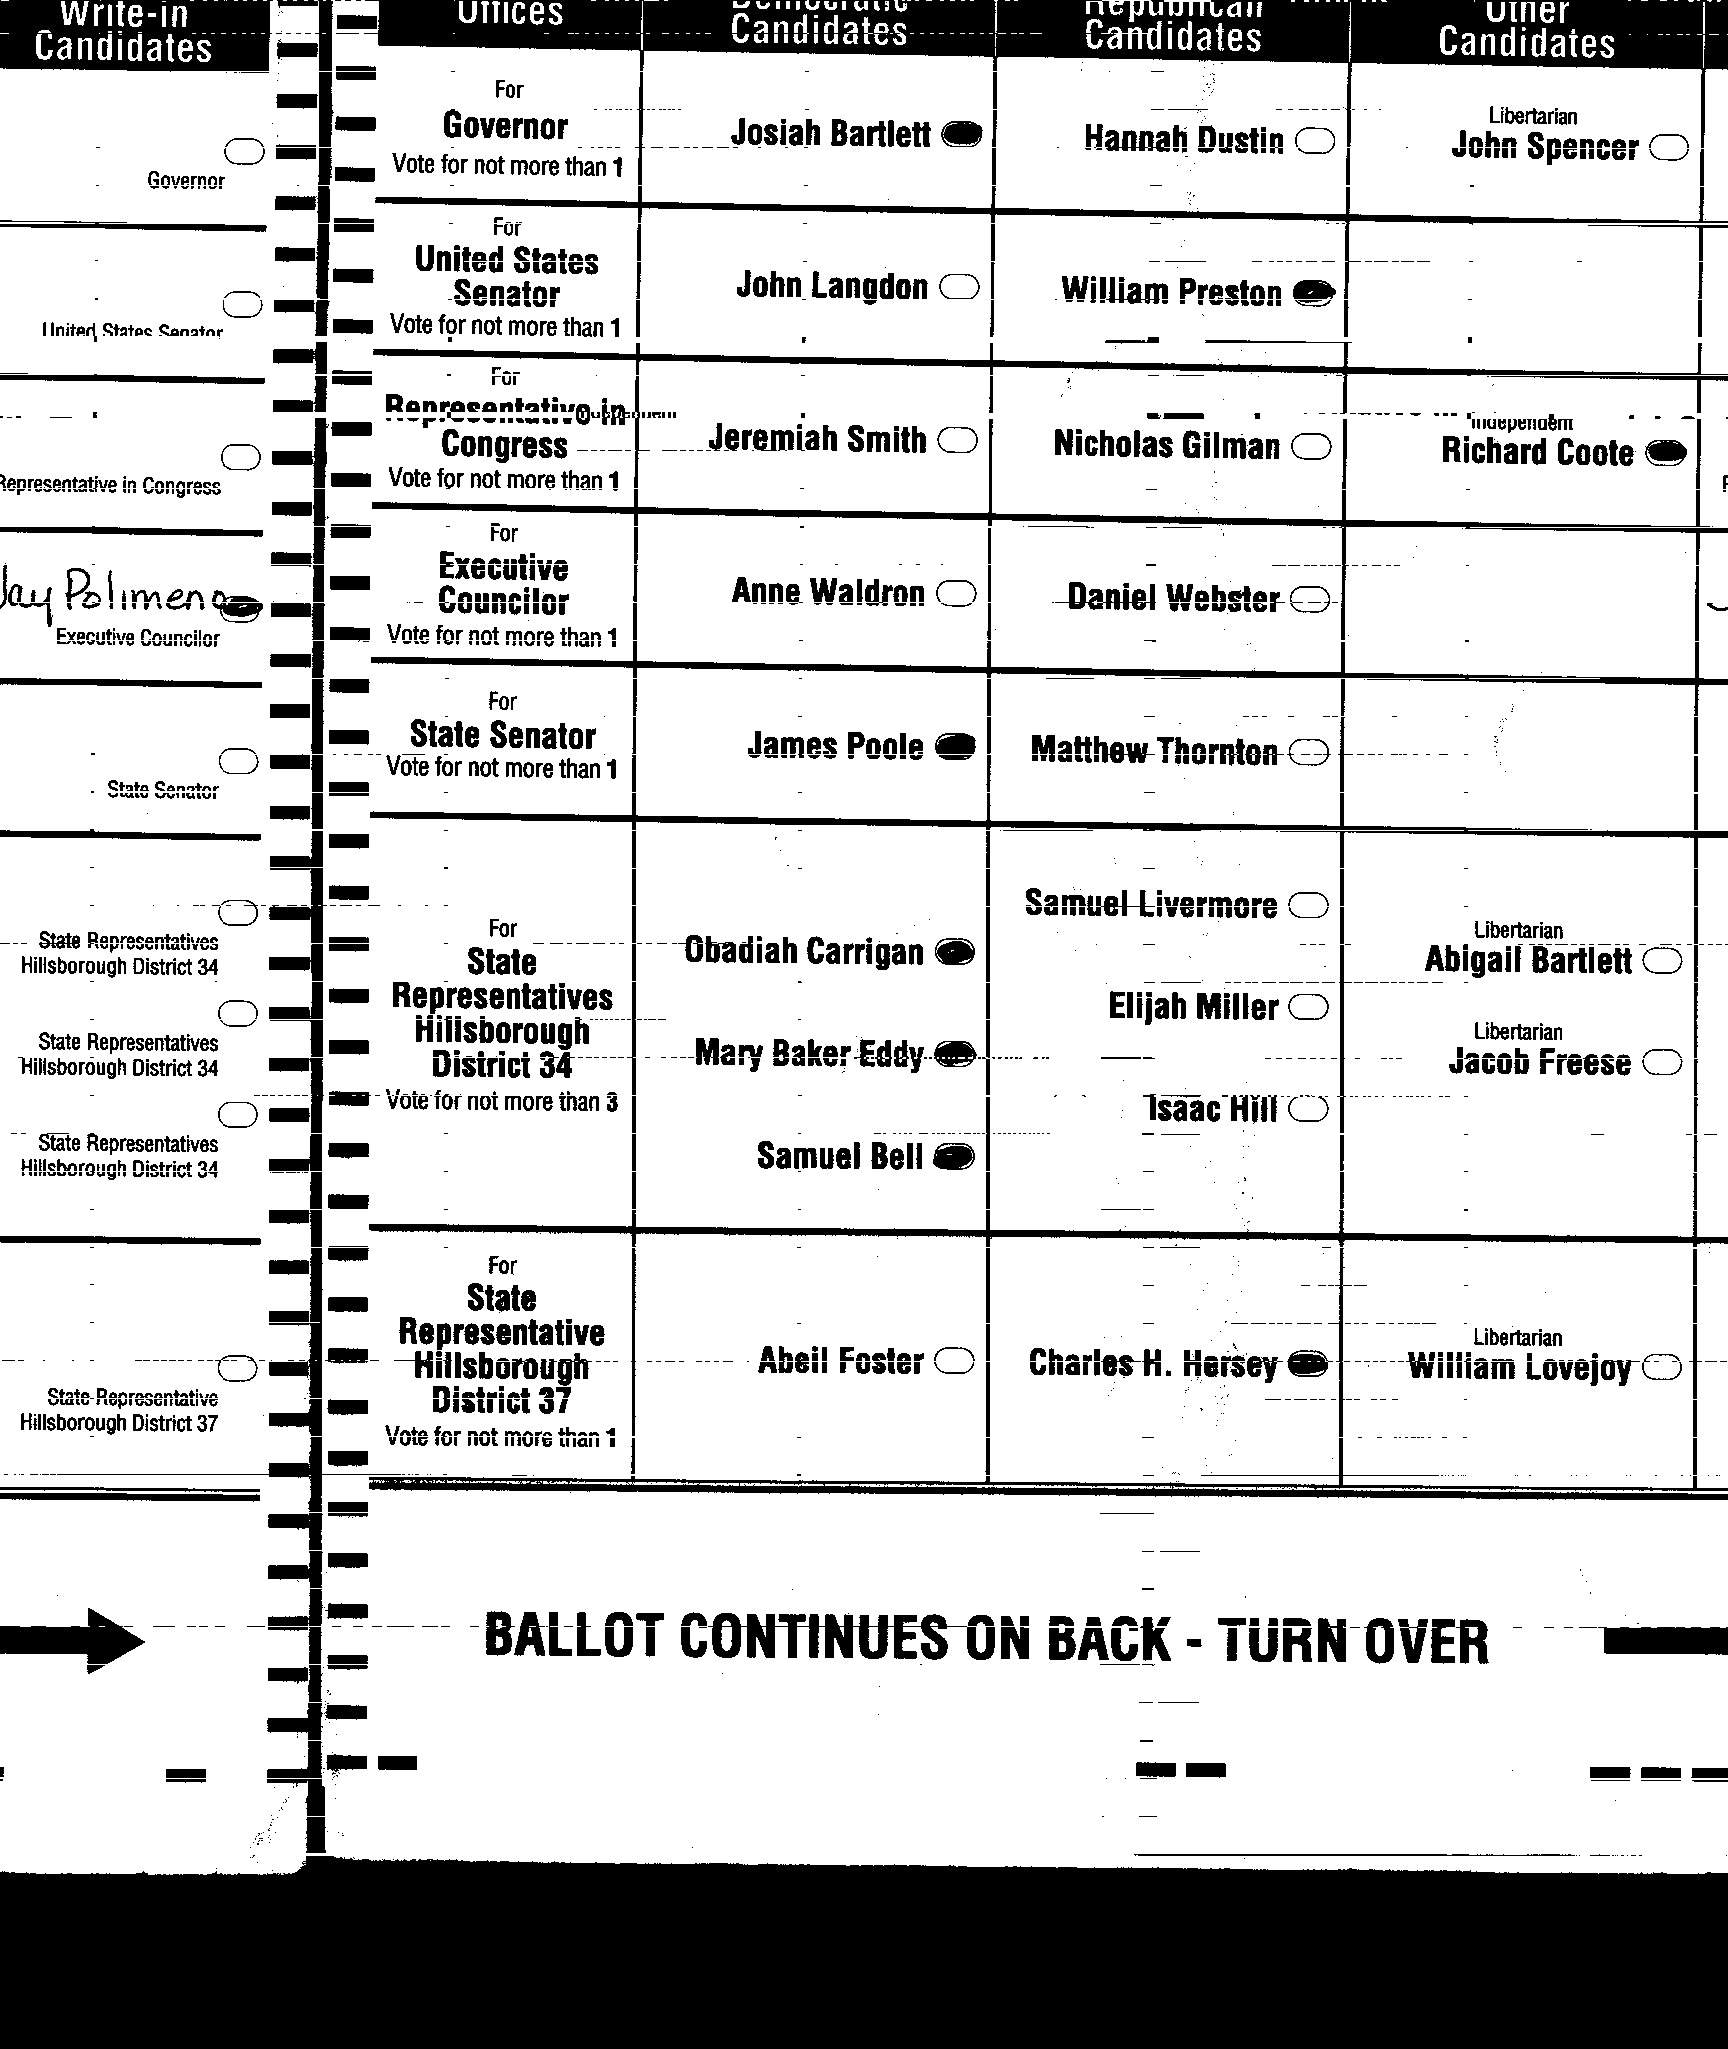 Write-in
Candidates
Governor
United States Senator
Representative in Congress
Jay Polimeno
Executive Councilor
State Senator
State Representatives
Hillsborough District 34
State Representatives
Hillsborough District 34
State Representatives
Hillsborough District 34
State Representative
Hillsborough District 37
Offices
Democratic
Candidates
Republican
Candidates
Other
Candidates
For
Governor
Vote for not more than 1
Josiah Bartlett
Hannah Dustin
Libertarian
John Spencer
For
United States
Senator
Vote for not more than 1
John Langdon
William Preston
For
Representative in
Congress
Vote for not more than 1
Jeremiah Smith
Nicholas Gilman
Independent
Richard Coote
For
Executive
Councilor
Vote for not more than 1
Anne Waldron
Daniel Webster
For
State Senator
Vote for not more than 1
James Poole
Matthew Thornton
For
State
Representatives
Hillsborough
District 34
Vote for not more than 3
Obadiah Carrigan
Mary Baker Eddy
Samuel Bell
Samuel Livermore
Elijah Miller
Isaac Hill
Libertarian
Abigail Bartlett
Libertarian
Jacob Freese
For
State
Representative
Hillsborough
District 37
Vote for not more than 1
Abeil Foster
Charles H. Hersey
Libertarian
William Lovejoy
BALLOT CONTINUES ON BACK - TURN OVER